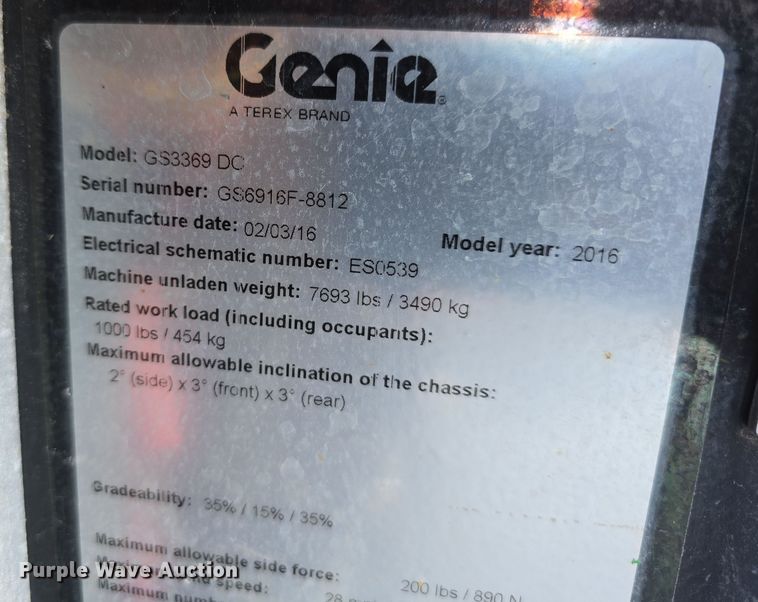 Genie®
A TEREX BRAND
Model: GS3369 DC
Serial number: GS6916F-8812
Manufacture date: 02/03/16 Model year: 2016
Electrical schematic number: ES0539
Machine unladen weight: 7693 lbs / 3490 kg
Rated work load (including occupants):
1000 lbs / 454 kg
Maximum allowable inclination of the chassis:
2° (side) x 3° (front) x 3° (rear)
Gradeability: 35% / 15% / 35%
Maximum allowable side force: 200 lbs / 890 N
speed: 28
Maximum
Purple Wave Auction